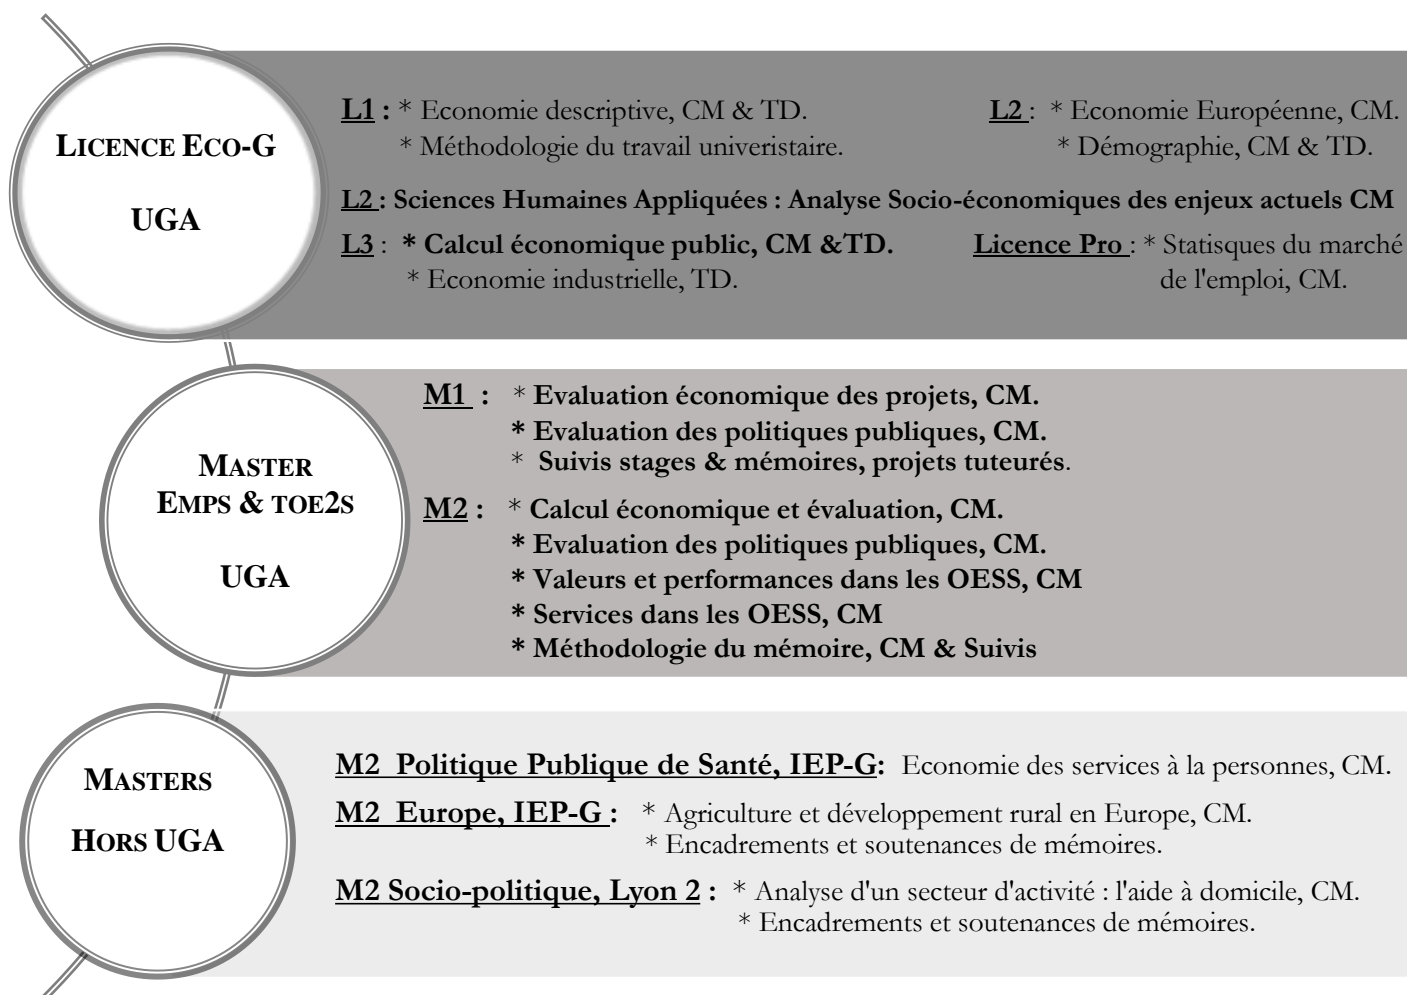 LICENCE ECO-G
UGA
L1 : * Economie descriptive, CM & TD.
* Méthodologie du travail univeristaire.
L2 : * Economie Européenne, CM.
* Démographie, CM & TD.
L2 : Sciences Humaines Appliquées : Analyse Socio-économiques des enjeux actuels CM
L3 : * Calcul économique public, CM &TD.
* Economie industrielle, TD.
Licence Pro : * Statisques du marché
de l'emploi, CM.
MASTER
EMPS & TOE2S
UGA
M1 : * Evaluation économique des projets, CM.
* Evaluation des politiques publiques, CM.
* Suivis stages & mémoires, projets tuteurés.
M2 : * Calcul économique et évaluation, CM.
* Evaluation des politiques publiques, CM.
* Valeurs et performances dans les OESS, CM
* Services dans les OESS, CM
* Méthodologie du mémoire, CM & Suivis
MASTERS
HORS UGA
M2 Politique Publique de Santé, IEP-G: Economie des services à la personnes, CM.
M2 Europe, IEP-G : * Agriculture et développement rural en Europe, CM.
* Encadrements et soutenances de mémoires.
M2 Socio-politique, Lyon 2 : * Analyse d'un secteur d'activité : l'aide à domicile, CM.
* Encadrements et soutenances de mémoires.